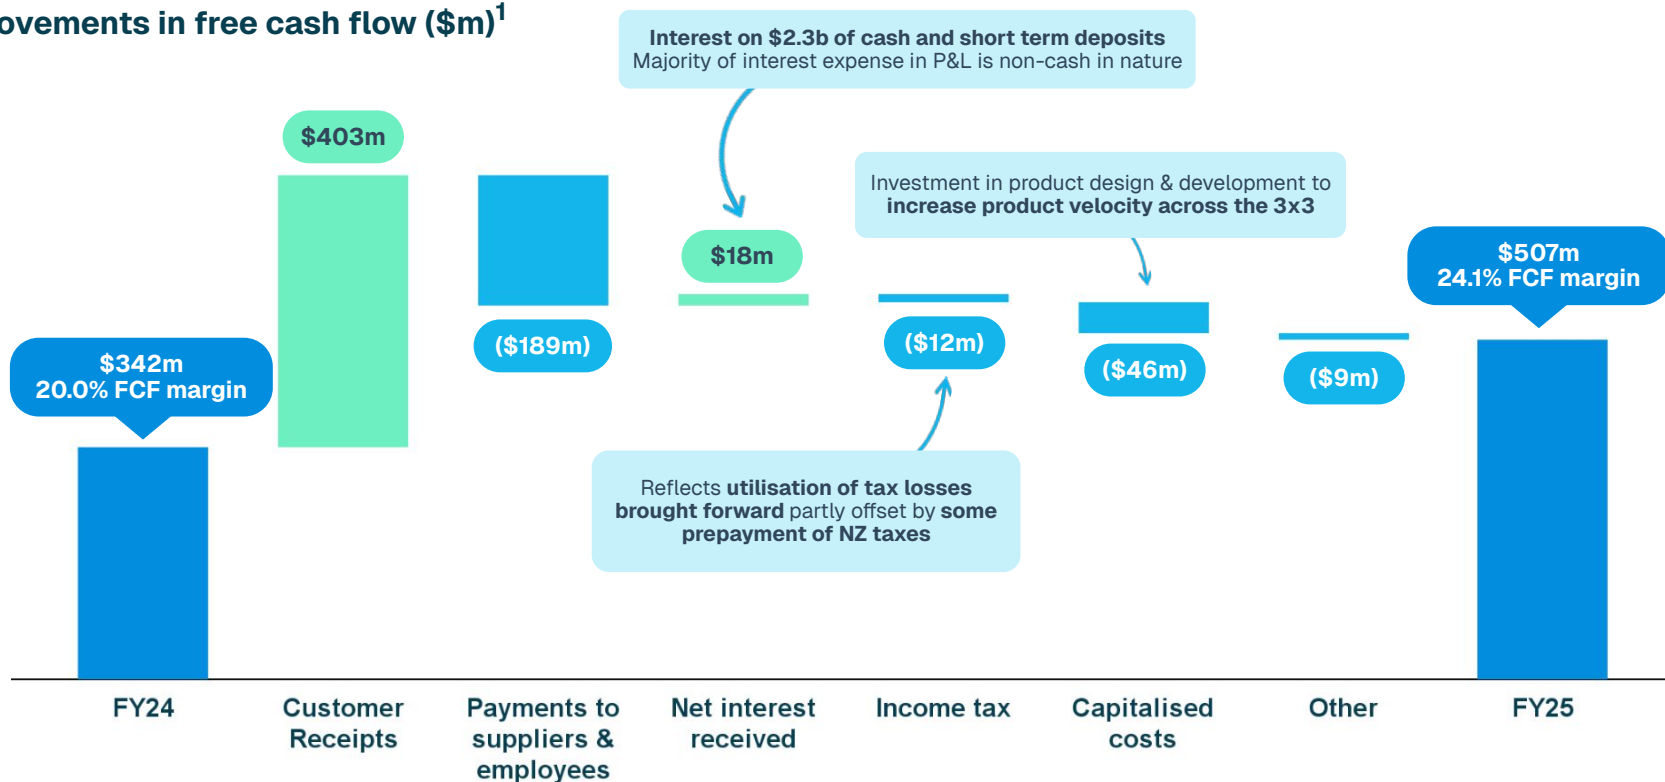 ovements in free cash flow ($m)1
Interest on $2.3b of cash and short term deposits
Majority of interest expense in P&L is non-cash in nature
$403m
Investment in product design & development to
increase product velocity across the 3x3
$18m
$507m
24.1% FCF margin
($189m)
($12m)
$342m
20.0% FCF margin
($46m)
($9m)
Reflects utilisation of tax losses
brought forward partly offset by some
prepayment of NZ taxes
FY24
Customer
Receipts
Payments to
suppliers &
employees
Net interest
received
Income tax
Capitalised
costs
Other
FY25